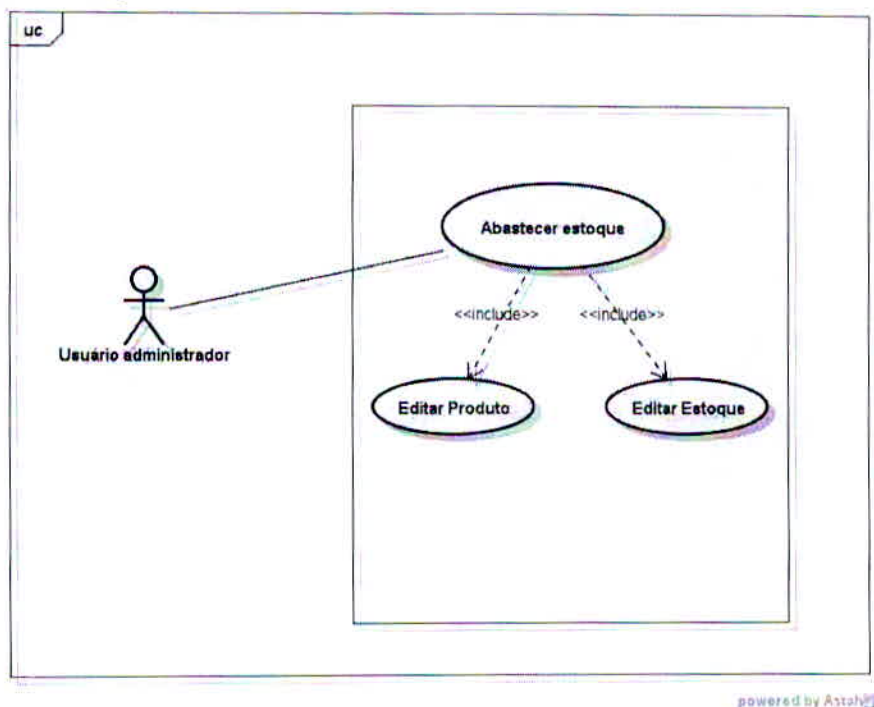 uc
Abastecer estoque
<<include>> <<include>>
Usuário administrador
Editar Produto Editar Estoque
powered by Astah